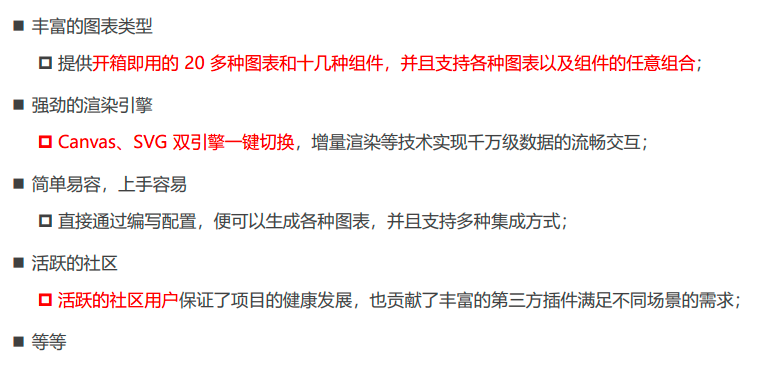 丰富的图表类型
提供开箱即用的 20 多种图表和十几种组件，并且支持各种图表以及组件的任意组合；
强劲的渲染引擎
Canvas、SVG 双引擎一键切换，增量渲染等技术实现千万级数据的流畅交互；
简单易容，上手容易
直接通过编写配置，便可以生成各种图表，并且支持多种集成方式；
活跃的社区
活跃的社区用户保证了项目的健康发展，也贡献了丰富的第三方插件满足不同场景的需求；
等等